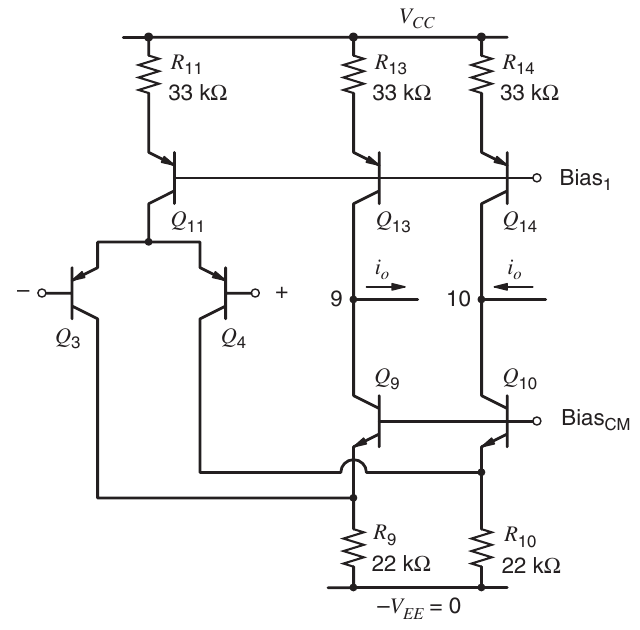 V_CC
R_11
33 kΩ
R_13
33 kΩ
R_14
33 kΩ
Bias_1
Q_11
Q_13
Q_14
i_o
i_o
− +
9
10
Q_3
Q_4
Q_9
Q_10
Bias_CM
R_9
22 kΩ
R_10
22 kΩ
−V_EE = 0